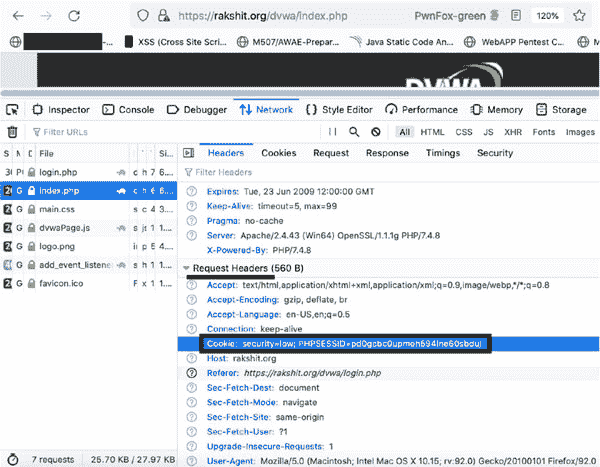 https://rakshit.org/dvwa/index.php PwnFox-green 120%
XSS (Cross Site Scri... M507/AWAE-Prepar... Java Static Code An... WebAPP Pentest C...
DVWA
Inspector Console Debugger Network Style Editor Performance Memory Storage
Filter URLs All HTML CSS JS XHR Fonts Images
File Si... Headers Cookies Request Response Timings Security
login.php
index.php
main.css
dvwaPage.js
logo.png
add_event_listene
favicon.ico
Filter Headers
Expires: Tue, 23 Jun 2009 12:00:00 GMT
Keep-Alive: timeout=5, max=99
Pragma: no-cache
Server: Apache/2.4.43 (Win64) OpenSSL/1.1.1g PHP/7.4.8
X-Powered-By: PHP/7.4.8
Request Headers (560 B)
Accept: text/html,application/xhtml+xml,application/xml;q=0.9,image/webp,*/*;q=0.8
Accept-Encoding: gzip, deflate, br
Accept-Language: en-US,en;q=0.5
Connection: keep-alive
Cookie: security=low;
Host: rakshit.org
Referer: https://rakshit.org/dvwa/login.php
Sec-Fetch-Dest: document
Sec-Fetch-Mode: navigate
Sec-Fetch-Site: same-origin
Sec-Fetch-User: ?1
Upgrade-Insecure-Requests: 1
User-Agent: Mozilla/5.0 (Macintosh; Intel Mac OS X 10.15; rv:92.0) Gecko/20100101 Firefox/92.0
7 requests 25.70 KB / 27.97 KB